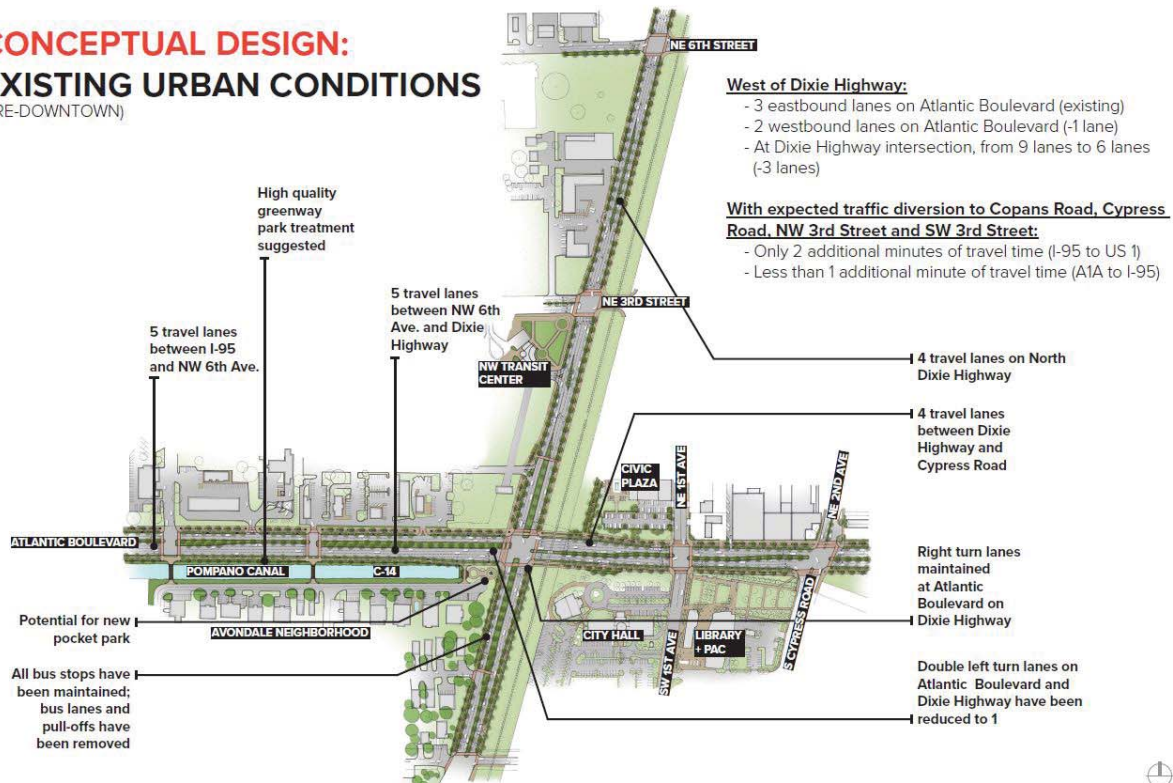 CONCEPTUAL DESIGN:
EXISTING URBAN CONDITIONS
RE-DOWNTOWN)
West of Dixie Highway:
- 3 eastbound lanes on Atlantic Boulevard (existing)
- 2 westbound lanes on Atlantic Boulevard (-1 lane)
- At Dixie Highway intersection, from 9 lanes to 6 lanes
(-3 lanes)
With expected traffic diversion to Copans Road, Cypress
Road, NW 3rd Street and SW 3rd Street:
- Only 2 additional minutes of travel time (I-95 to US 1)
- Less than 1 additional minute of travel time (A1A to I-95)
NE 6TH STREET
High quality
greenway
park treatment
suggested
5 travel lanes
between NW 6th
Ave. and Dixie
Highway
5 travel lanes
between I-95
and NW 6th Ave.
NE 3RD STREET
NW TRANSIT
CENTER
4 travel lanes on North
Dixie Highway
4 travel lanes
between Dixie
Highway and
Cypress Road
CIVIC
PLAZA
NE 1ST AVE
NE 2ND AVE
ATLANTIC BOULEVARD
POMPANO CANAL
C-14
Right turn lanes
maintained
at Atlantic
Boulevard on
Dixie Highway
Potential for new
pocket park
AVONDALE NEIGHBORHOOD
CITY HALL
SW 1ST AVE
LIBRARY
+ PAC
S CYPRESS ROAD
All bus stops have
been maintained;
bus lanes and
pull-offs have
been removed
Double left turn lanes on
Atlantic Boulevard and
Dixie Highway have been
reduced to 1